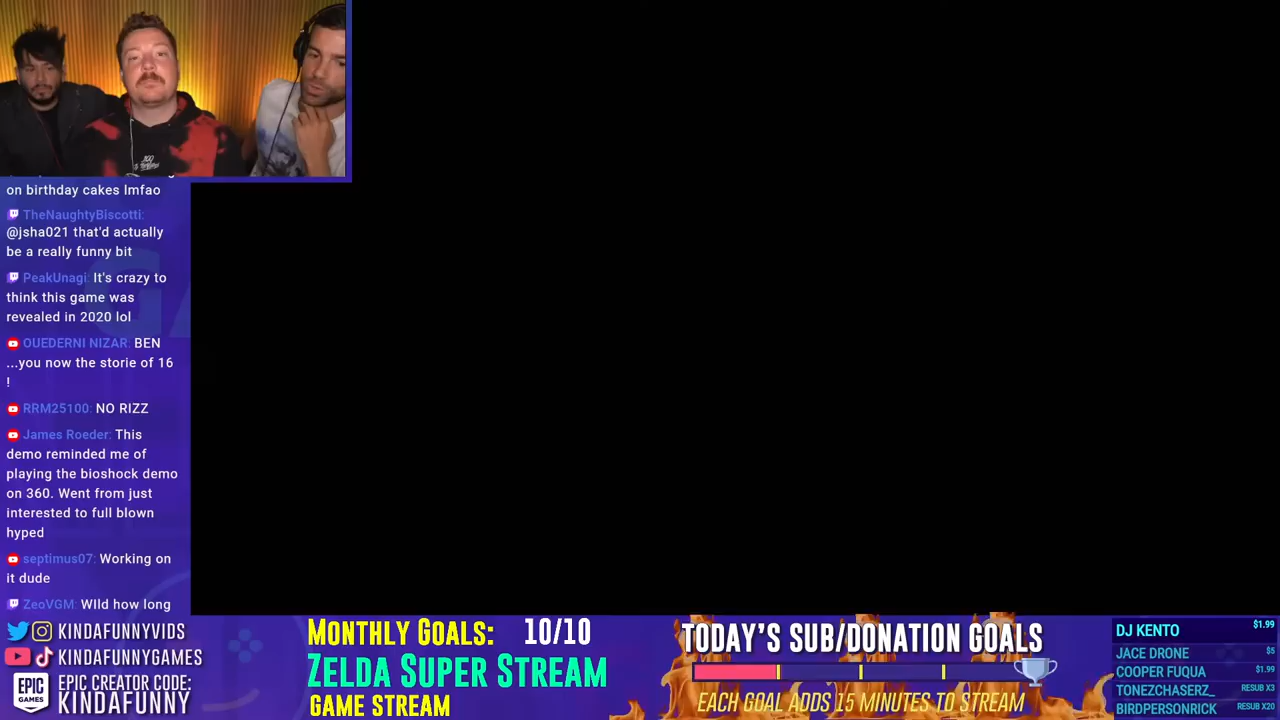 on birthday cakes lmfao
TheNaughtyBiscotti:
@jsha021 that'd actually
be a really funny bit
PeakUnagi: It's crazy to
think this game was
revealed in 2020 lol
OUEDERNI NIZAR: BEN
...you now the storie of 16
!
RRM25100: NO RIZZ
James Roeder: This
demo reminded me of
playing the bioshock demo
on 360. Went from just
interested to full blown
hyped
septimus07: Working on
it dude
ZeoVGM: WIld how long
KINDAFUNNYVIDS
KINDAFUNNYGAMES
EPIC GAMES
EPIC CREATOR CODE:
KINDAFUNNY
MONTHLY GOALS: 10/10
ZELDA SUPER STREAM
GAME STREAM
TODAY'S SUB/DONATION GOALS
EACH GOAL ADDS 15 MINUTES TO STREAM
DJ KENTO $1.99
JACE DRONE $5
COOPER FUQUA $1.99
TONEZCHASERZ_ RESUB X3
BIRDPERSONRICK RESUB X20